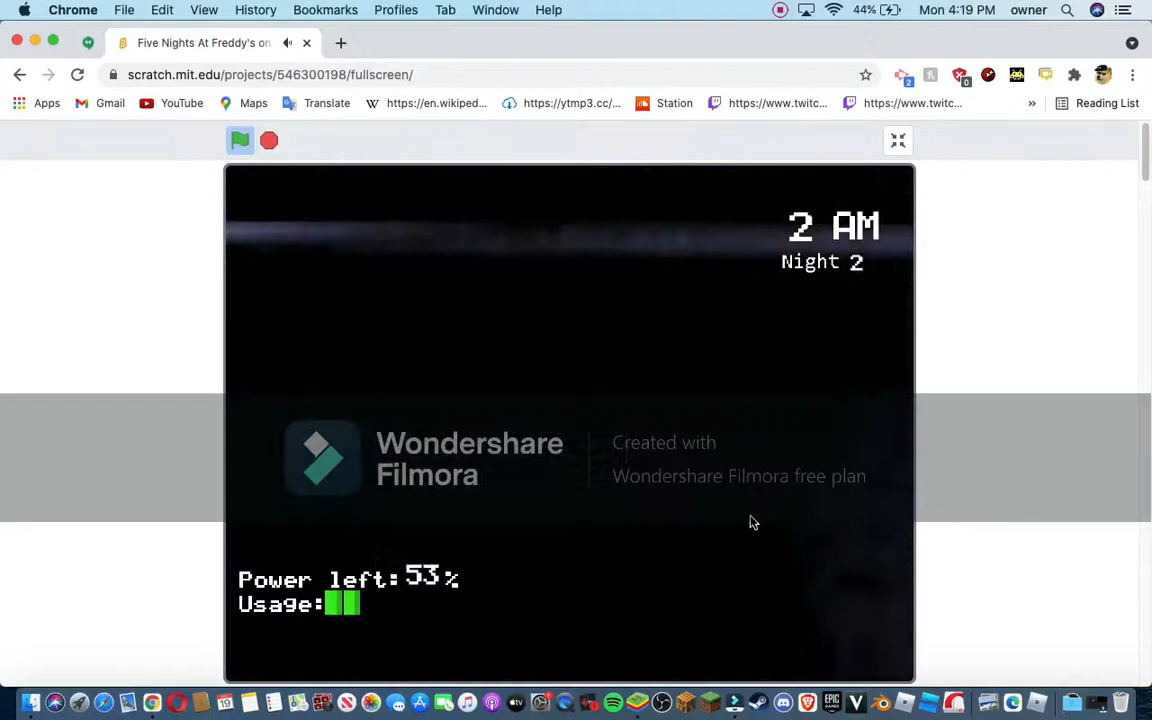 Chrome File Edit View History Bookmarks Profiles Tab Window Help 44% Mon 4:19 PM owner
Five Nights At Freddy's on
scratch.mit.edu/projects/546300198/fullscreen/
2 0
Apps Gmail YouTube Maps Translate https://en.wikiped... https://ytmp3.cc/... Station https://www.twitc... https://www.twitc... » Reading List
2 AM
Night 2
Wondershare
Filmora
Created with
Wondershare Filmora free plan
Power left: 53%
Usage: